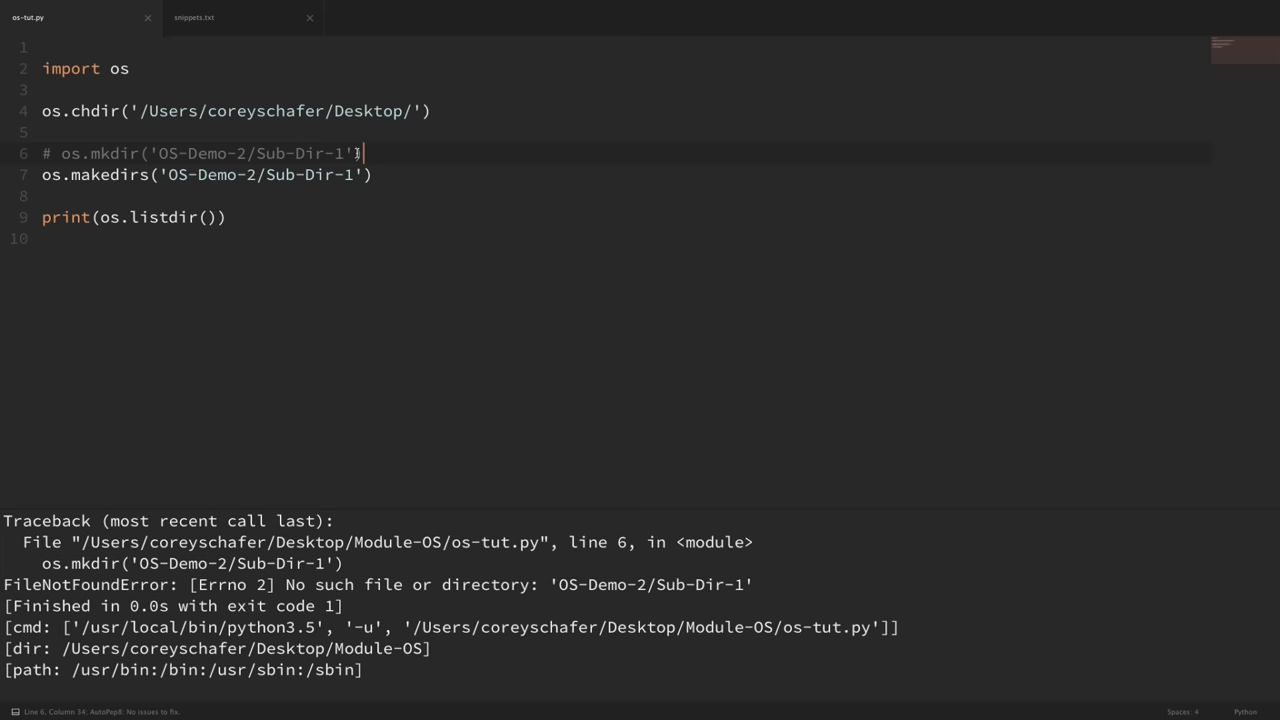 os-tut.py
snippets.txt
1
2 import os
3
4 os.chdir('/Users/coreyschafer/Desktop/')
5
6 # os.mkdir('OS-Demo-2/Sub-Dir-1')
7 os.makedirs('OS-Demo-2/Sub-Dir-1')
8
9 print(os.listdir())
10
Traceback (most recent call last):
  File "/Users/coreyschafer/Desktop/Module-OS/os-tut.py", line 6, in <module>
    os.mkdir('OS-Demo-2/Sub-Dir-1')
FileNotFoundError: [Errno 2] No such file or directory: 'OS-Demo-2/Sub-Dir-1'
[Finished in 0.0s with exit code 1]
[cmd: ['/usr/local/bin/python3.5', '-u', '/Users/coreyschafer/Desktop/Module-OS/os-tut.py']]
[dir: /Users/coreyschafer/Desktop/Module-OS]
[path: /usr/bin:/bin:/usr/sbin:/sbin]
Line 6, Column 34; AutoPep8: No issues to fix.
Spaces: 4
Python